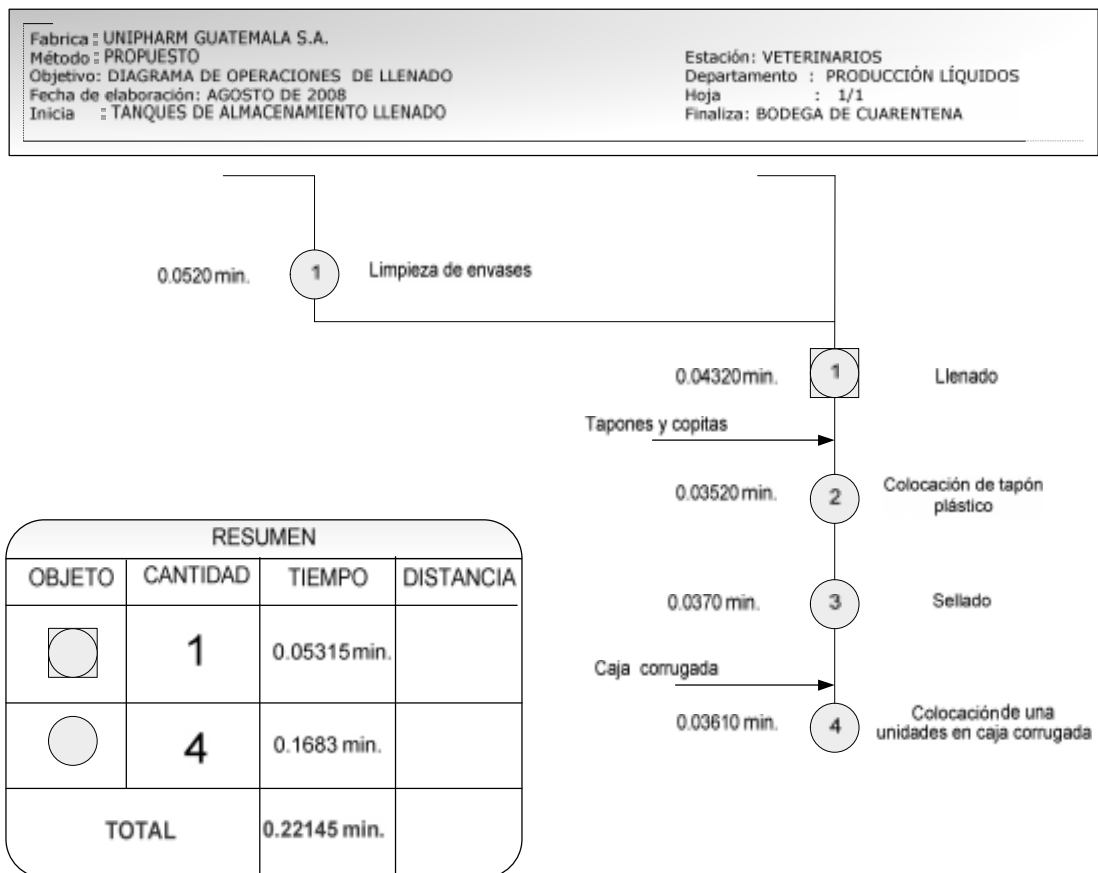 Fabrica : UNIPHARM GUATEMALA S.A.
Método : PROPUESTO
Objetivo: DIAGRAMA DE OPERACIONES DE LLENADO
Fecha de elaboración: AGOSTO DE 2008
Inicia : TANQUES DE ALMACENAMIENTO LLENADO
Estación: VETERINARIOS
Departamento : PRODUCCIÓN LÍQUIDOS
Hoja : 1/1
Finaliza: BODEGA DE CUARENTENA
0.0520 min. 1 Limpieza de envases
0.04320 min. 1 Llenado
Tapones y copitas
0.03520 min. 2 Colocación de tapón
plástico
0.0370 min. 3 Sellado
Caja corrugada
0.03610 min. 4 Colocación de una
unidades en caja corrugada
RESUMEN
OBJETO CANTIDAD TIEMPO DISTANCIA
1 0.05315 min.
4 0.1683 min.
TOTAL 0.22145 min.